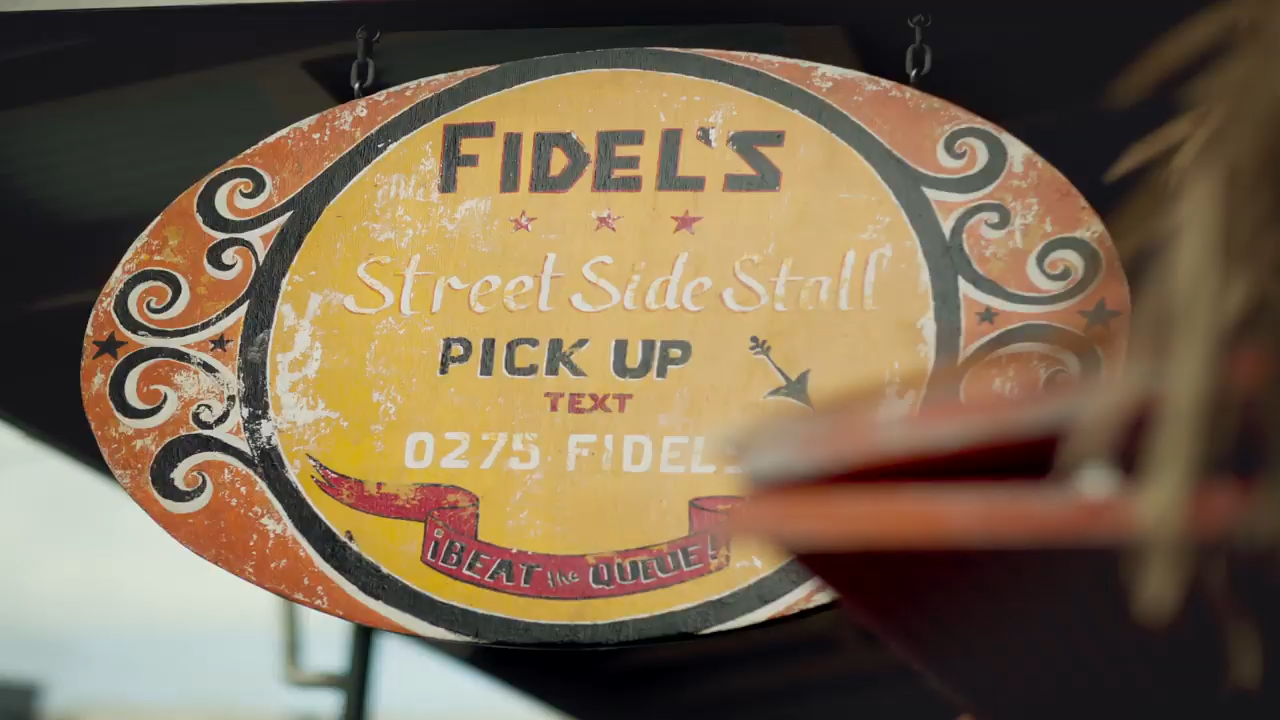 FIDEL'S
Street Side Stall
PICK UP
TEXT
0275 FIDELS
¡BEAT the QUEUE!